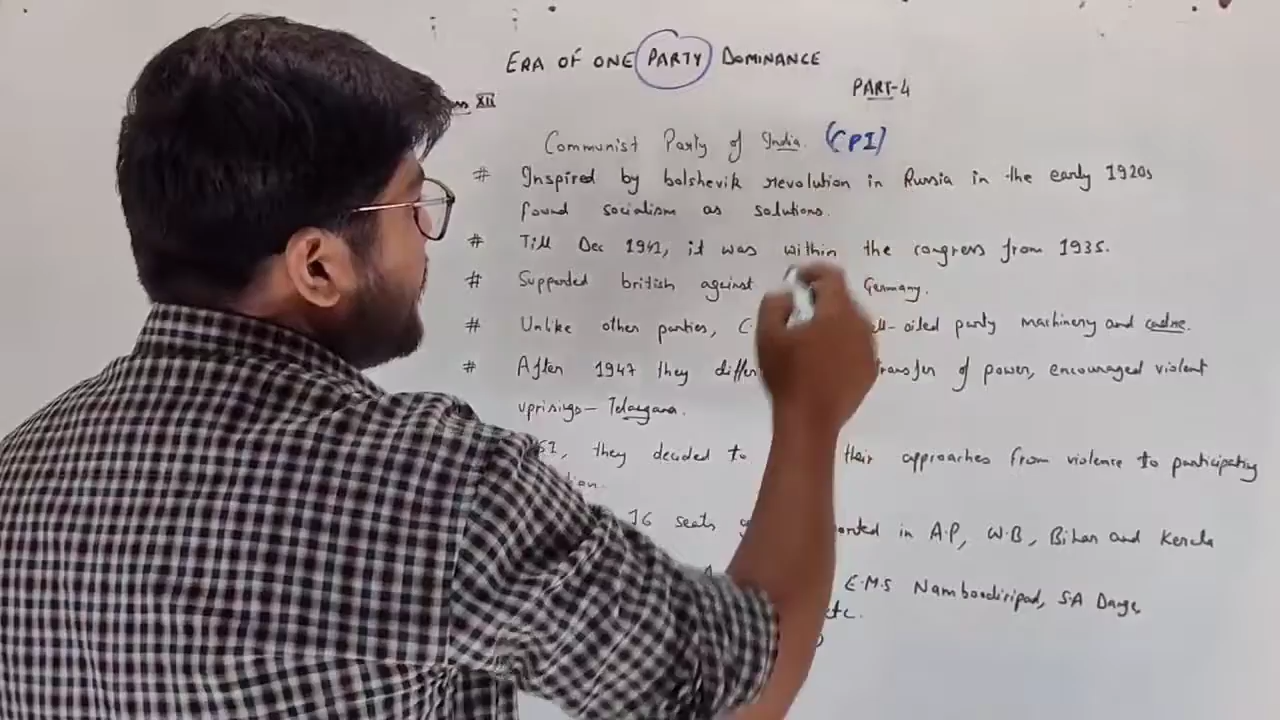 ERA OF ONE PARTY DOMINANCE
PART-4
XII
Communist Party of India. (CPI)
# Inspired by bolshevik revolution in Russia in the early 1920s
found socialism as solutions.
# Till Dec 1941, it was within the congress from 1935.
# Supported british against Germany.
# Unlike other parties, C. ll-oiled party machinery and cadre.
# After 1947 they differ transfer of power, encouraged violent
uprisings- Telangana.
51, they decided to their approaches from violence to participating
tion.
16 seats orted in A.P, W.B, Bihar and Kerala
E.M.S Namboodiripad, S.A Dange,
etc.